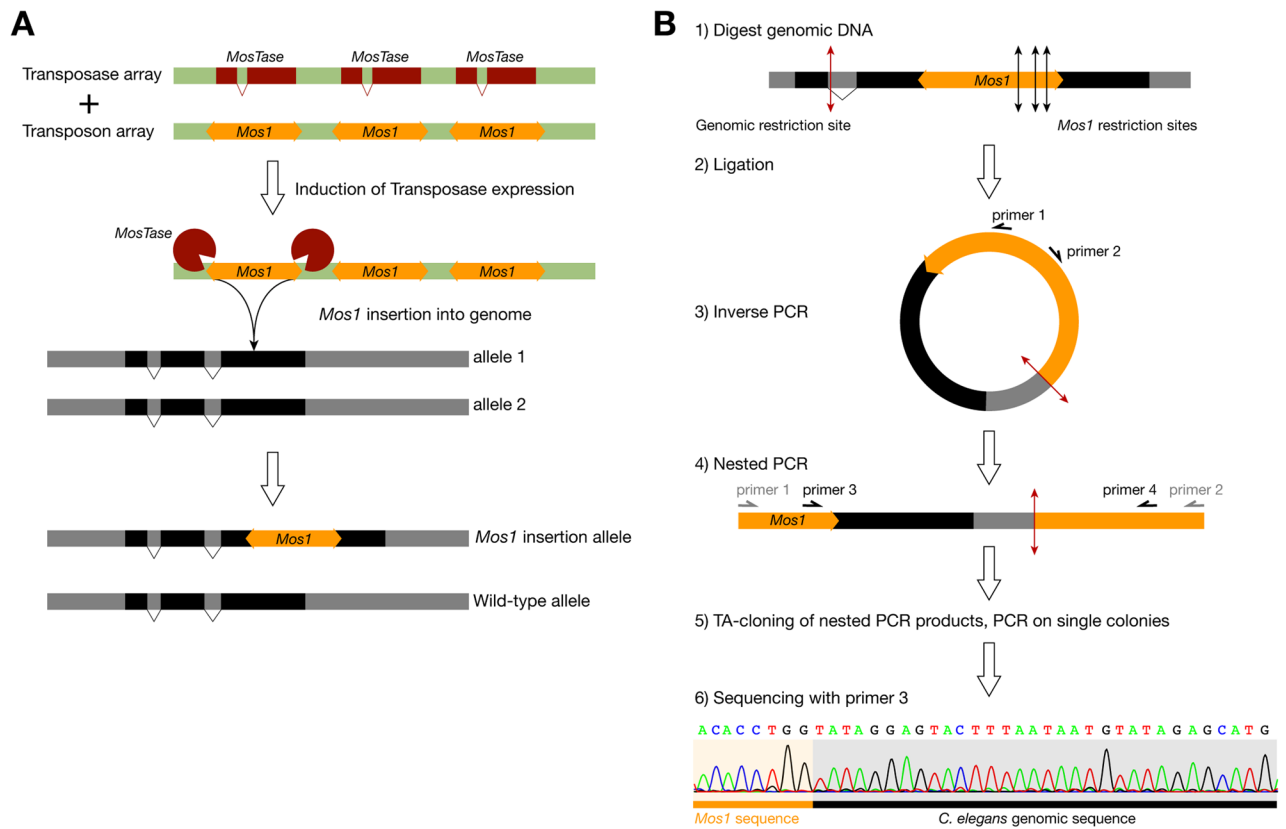 A
MosTase MosTase MosTase
Transposase array
+
Transposon array
Mos1 Mos1 Mos1
Induction of Transposase expression
MosTase
Mos1 Mos1 Mos1
Mos1 insertion into genome
allele 1
allele 2
Mos1
Mos1 insertion allele
Wild-type allele
B
1) Digest genomic DNA
Mos1
Genomic restriction site
Mos1 restriction sites
2) Ligation
primer 1
primer 2
3) Inverse PCR
4) Nested PCR
primer 1 primer 3 primer 4 primer 2
Mos1
5) TA-cloning of nested PCR products, PCR on single colonies
6) Sequencing with primer 3
A C A C C T G G T A T A G G A G T A C T T T A A T A A T G T A T A G A G C A T G
Mos1 sequence
C. elegans genomic sequence